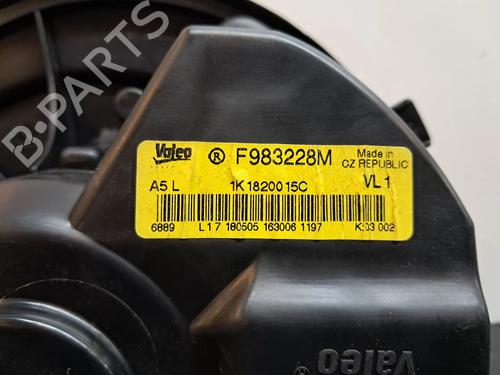 B-PARTS
Valeo ® F983228M Made in CZ REPUBLIC
A5 L 1K1820015C VL1
6889 L17 180505 163006 1197 K:03 002
Valeo ®